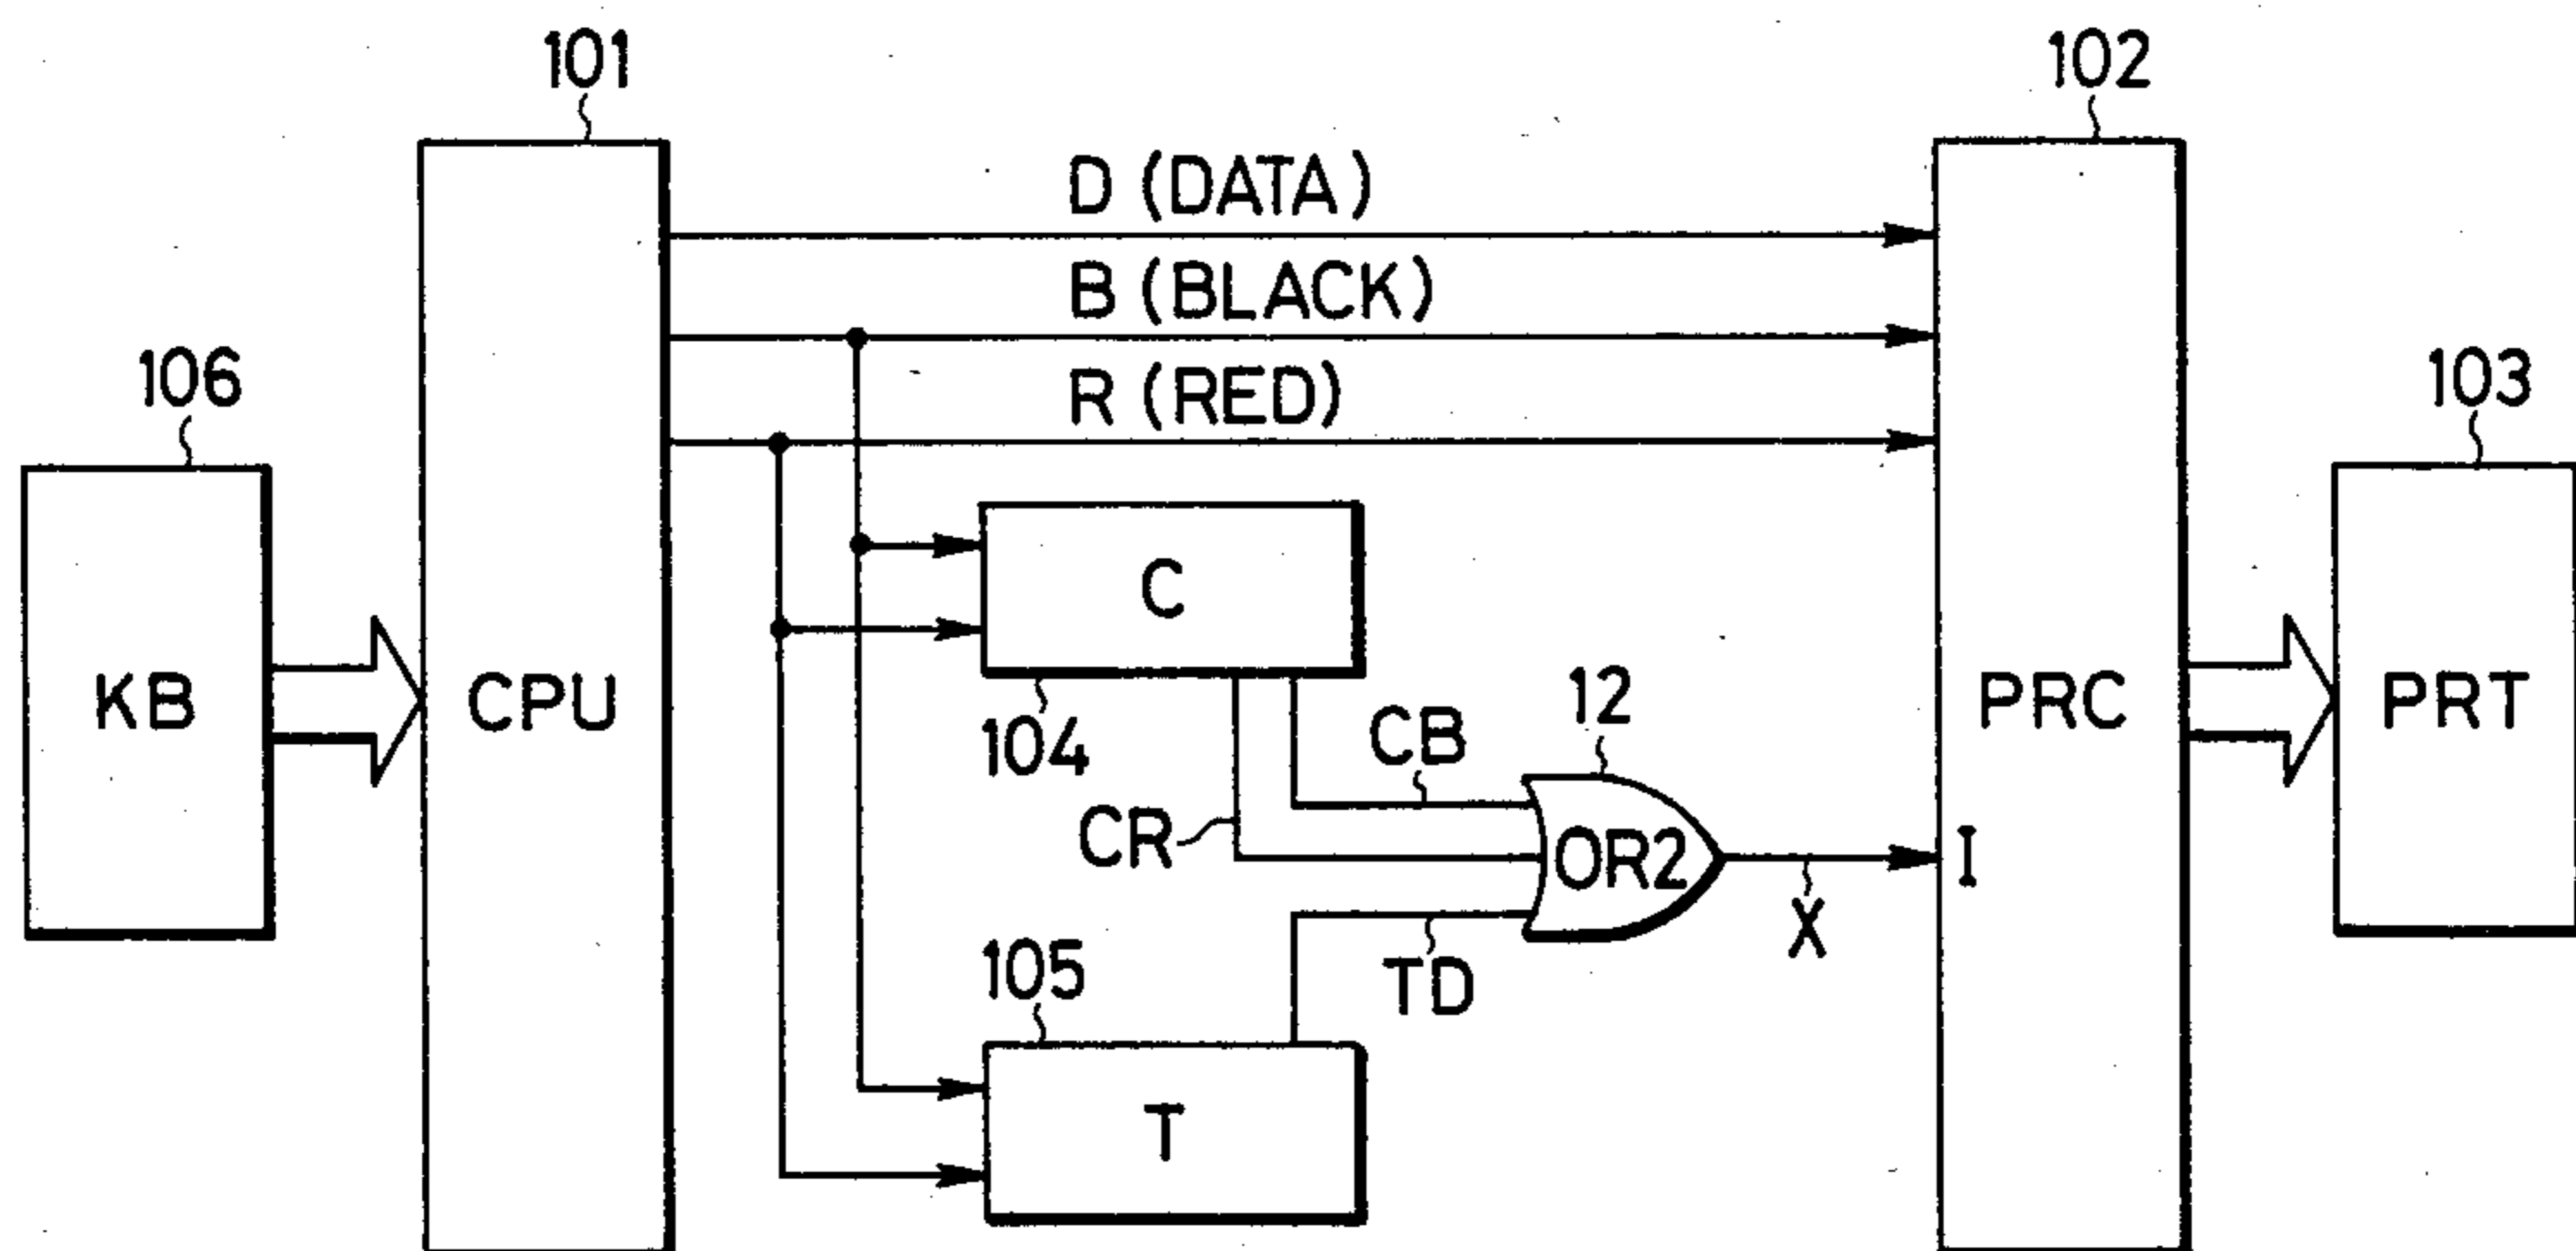 101
102
D (DATA)
B (BLACK)
106
R (RED)
103
C
KB
CPU
104
CB
12
PRC
PRT
CR
OR2
I
X
105
TD
T